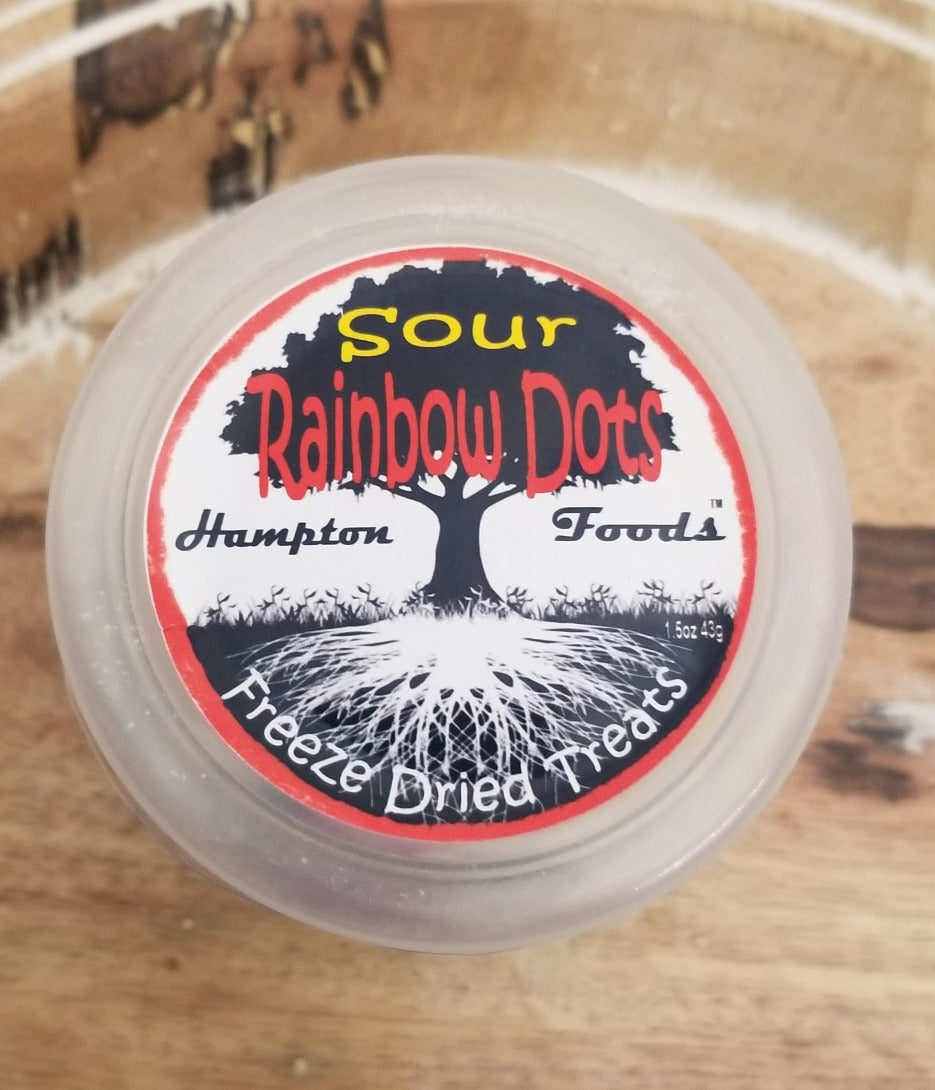 Sour
Rainbow Dots
Hampton Foods™
1.5oz 43g
Freeze Dried Treats